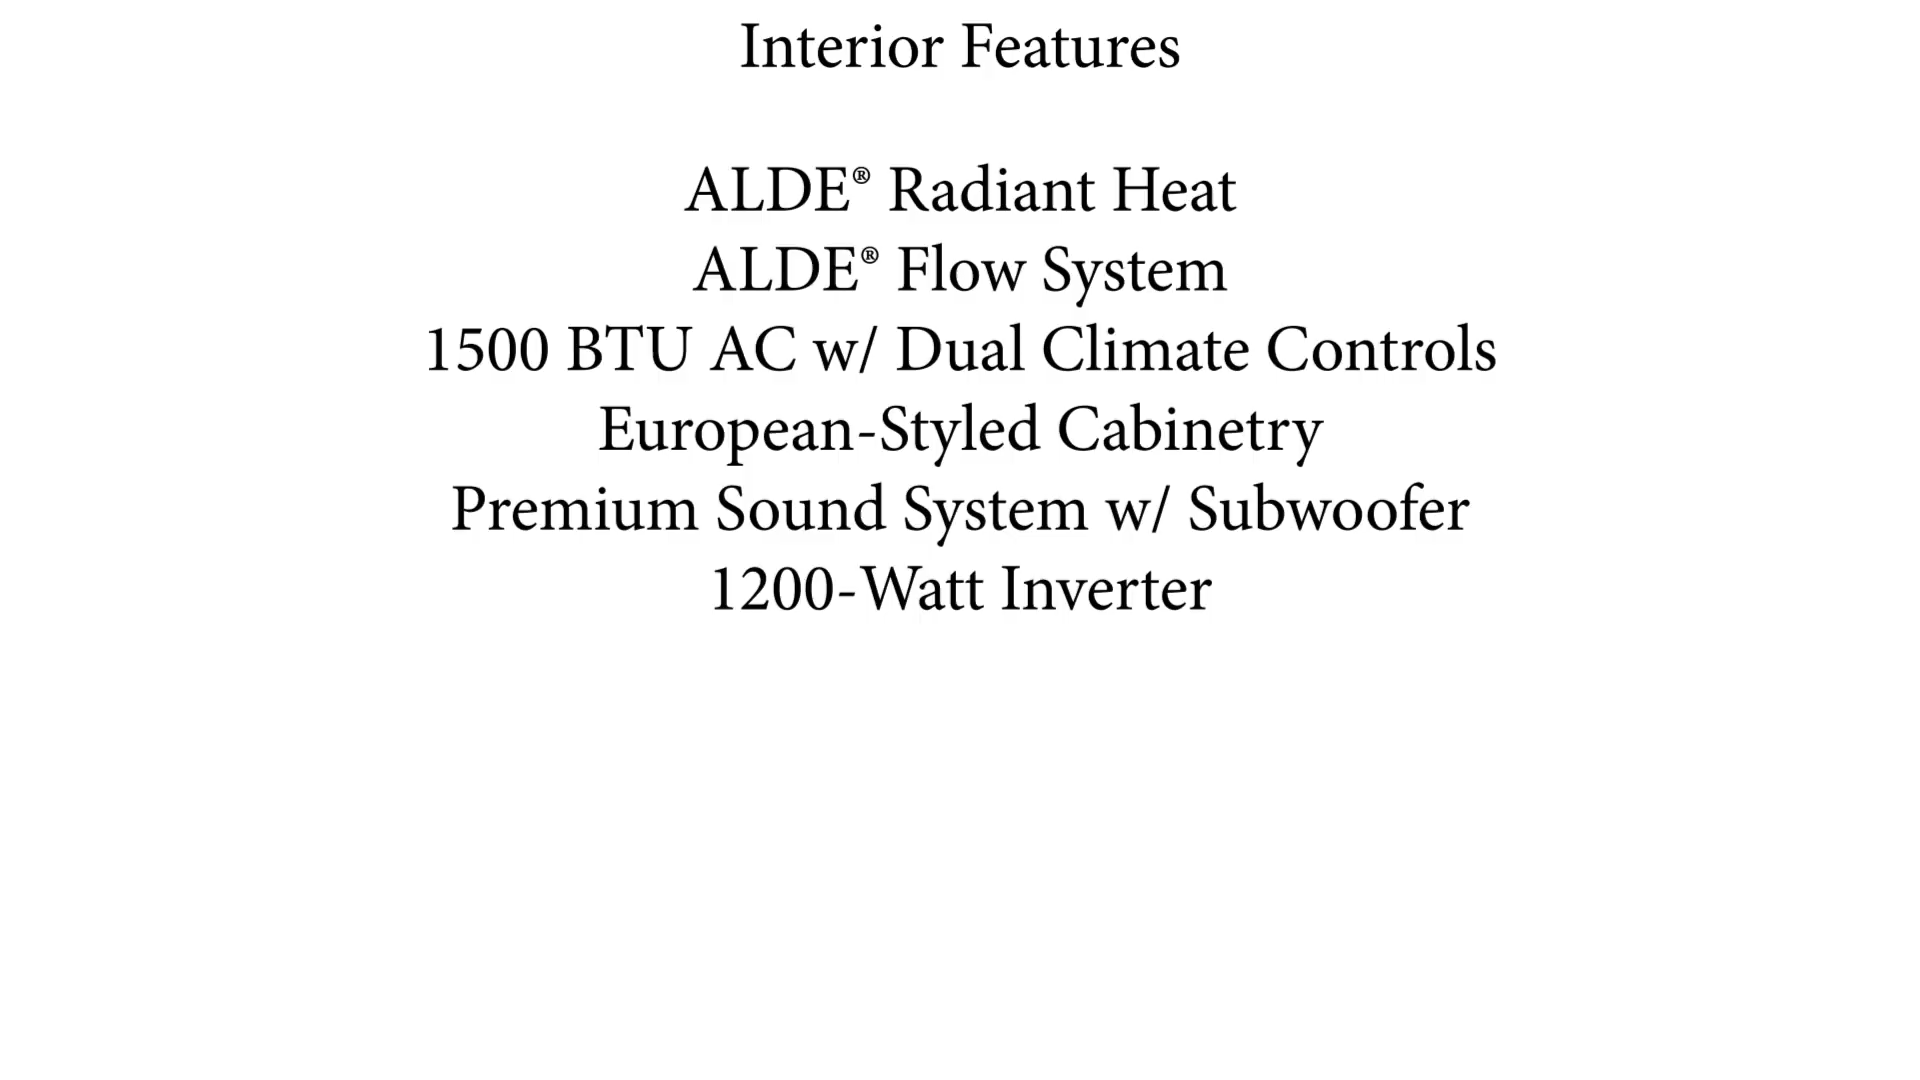 Interior Features
ALDE® Radiant Heat
ALDE® Flow System
1500 BTU AC w/ Dual Climate Controls
European-Styled Cabinetry
Premium Sound System w/ Subwoofer
1200-Watt Inverter